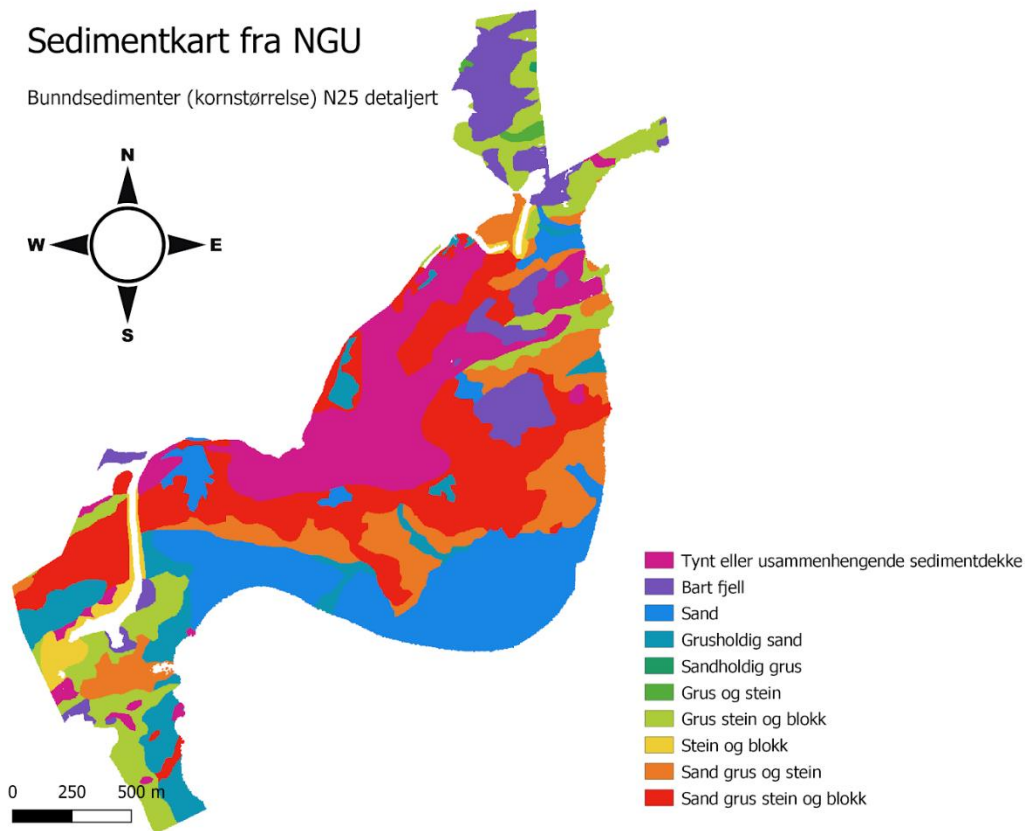 Sedimentkart fra NGU
Bunndsedimenter (kornstørrelse) N25 detaljert
N
W E
S
Tynt eller usammenhengende sedimentdekke
Bart fjell
Sand
Grusholdig sand
Sandholdig grus
Grus og stein
Grus stein og blokk
Stein og blokk
Sand grus og stein
Sand grus stein og blokk
0 250 500 m